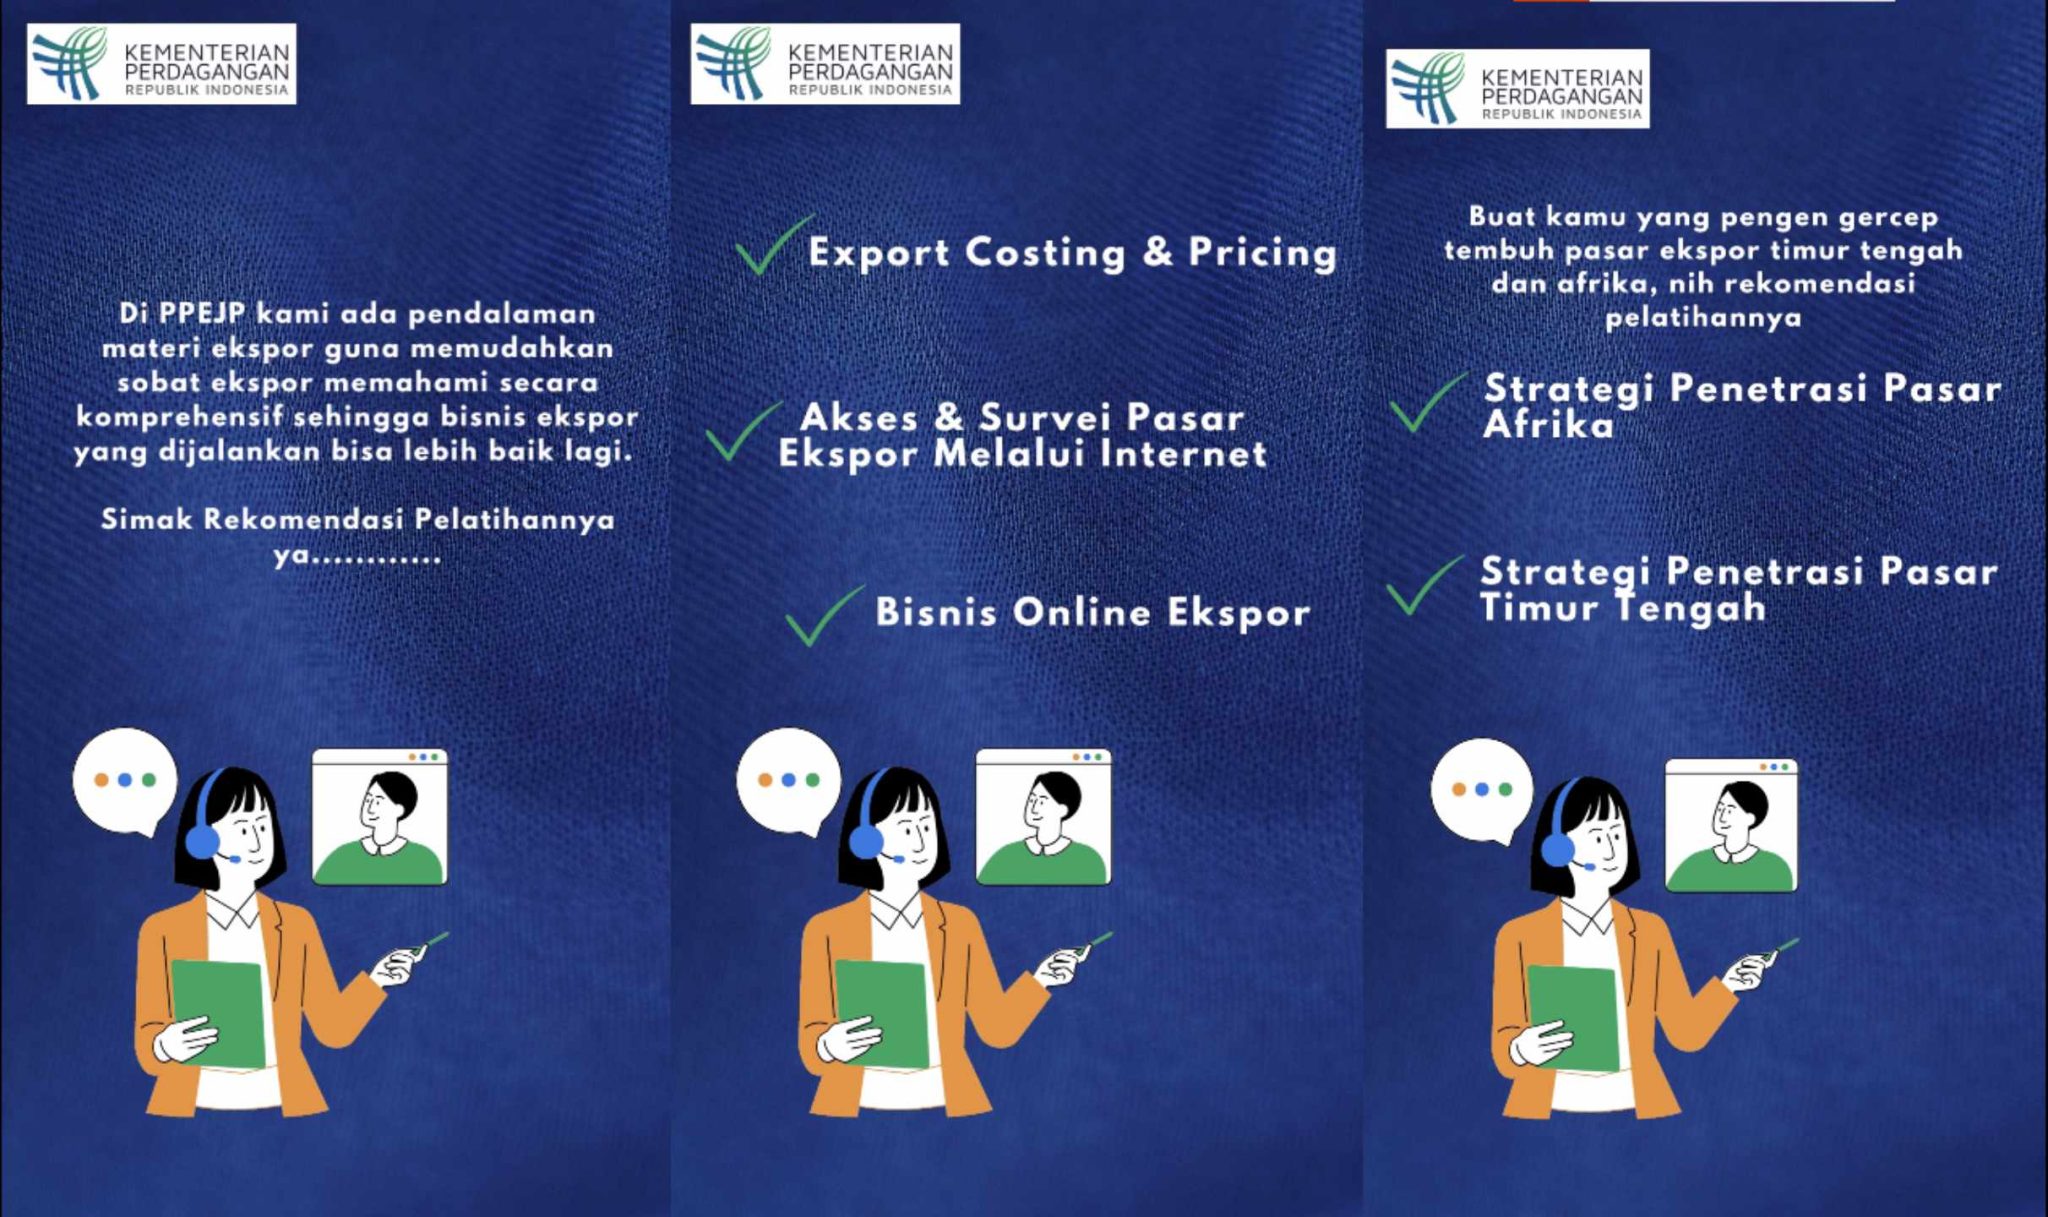 KEMENTERIAN
PERDAGANGAN
REPUBLIK INDONESIA
Di PPEJP kami ada pendalaman
materi ekspor guna memudahkan
sobat ekspor memahami secara
komprehensif sehingga bisnis ekspor
yang dijalankan bisa lebih baik lagi.
Simak Rekomendasi Pelatihannya
ya............
KEMENTERIAN
PERDAGANGAN
REPUBLIK INDONESIA
Export Costing & Pricing
Akses & Survei Pasar
Ekspor Melalui Internet
Bisnis Online Ekspor
KEMENTERIAN
PERDAGANGAN
REPUBLIK INDONESIA
Buat kamu yang pengen gercep
tembuh pasar ekspor timur tengah
dan afrika, nih rekomendasi
pelatihannya
Strategi Penetrasi Pasar
Afrika
Strategi Penetrasi Pasar
Timur Tengah